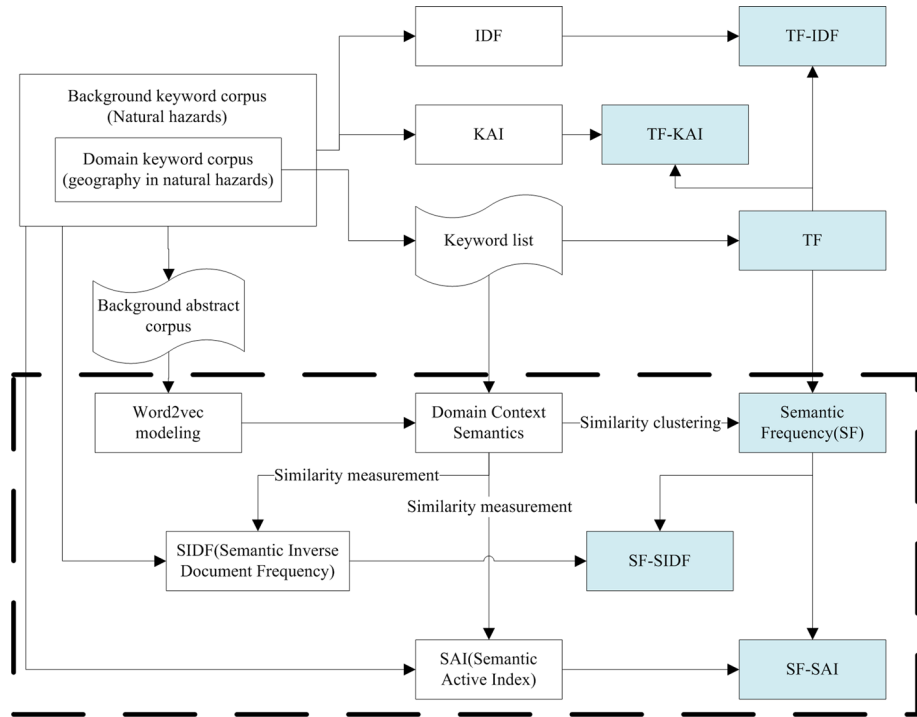 IDF
TF-IDF
Background keyword corpus
(Natural hazards)
KAI
TF-KAI
Domain keyword corpus
(geography in natural hazards)
Keyword list
TF
Background abstract
corpus
Word2vec
modeling
Domain Context
Semantics
Similarity clustering
Semantic
Frequency(SF)
Similarity measurement
Similarity measurement
SIDF(Semantic Inverse
Document Frequency)
SF-SIDF
SAI(Semantic
Active Index)
SF-SAI